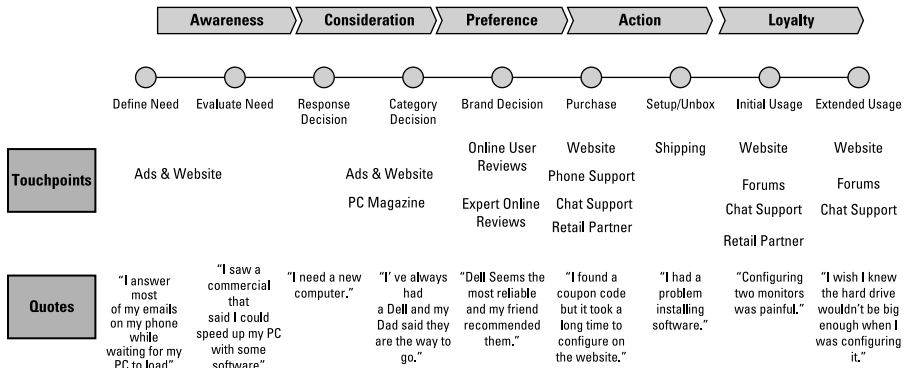 Awareness
Consideration
Preference
Action
Loyalty
Define Need
Evaluate Need
Response
Decision
Category
Decision
Brand Decision
Purchase
Setup/Unbox
Initial Usage
Extended Usage
Touchpoints
Ads & Website
Ads & Website
PC Magazine
Online User
Reviews
Expert Online
Reviews
Website
Phone Support
Chat Support
Retail Partner
Shipping
Website
Forums
Chat Support
Retail Partner
Website
Forums
Chat Support
Quotes
"I answer
most
of my emails
on my phone
while
waiting for my
PC to load"
"I saw a
commercial
that
said I could
speed up my PC
with some
software"
"I need a new
computer."
"I' ve always
had
a Dell and my
Dad said they
are the way to
go."
"Dell Seems the
most reliable
and my friend
recommended
them."
"I found a
coupon code
but it took a
long time to
configure on
the website."
"I had a
problem
installing
software."
"Configuring
two monitors
was painful."
"I wish I knew
the hard drive
wouldn't be big
enough when I
was configuring
it."